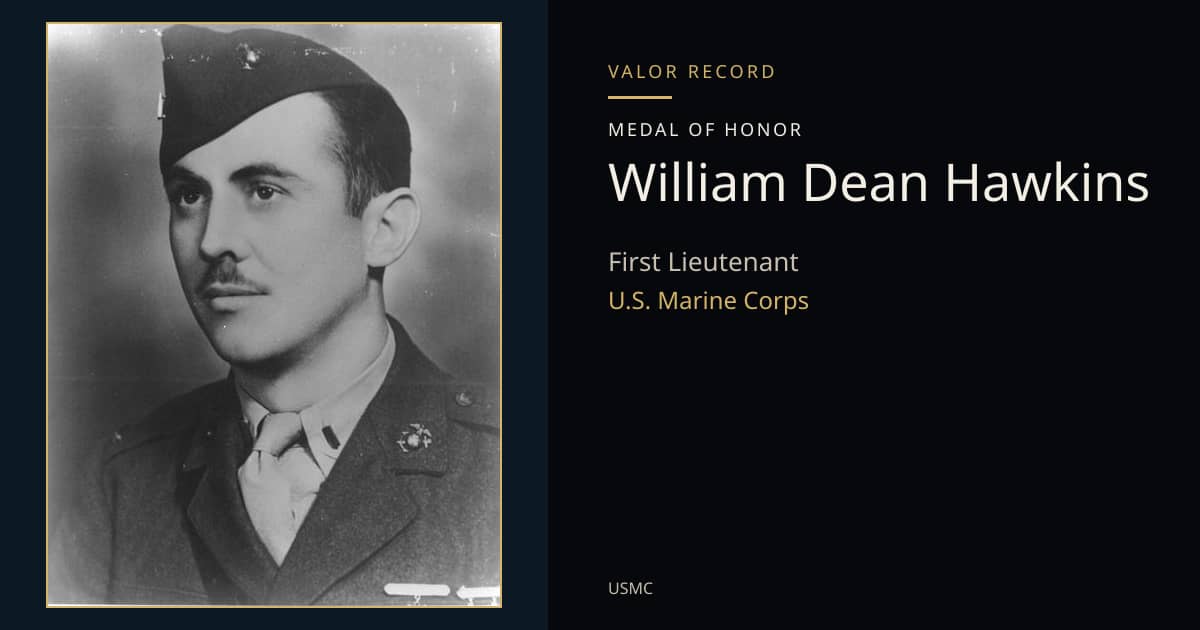 VALOR RECORD
MEDAL OF HONOR
William Dean Hawkins
First Lieutenant
U.S. Marine Corps
USMC